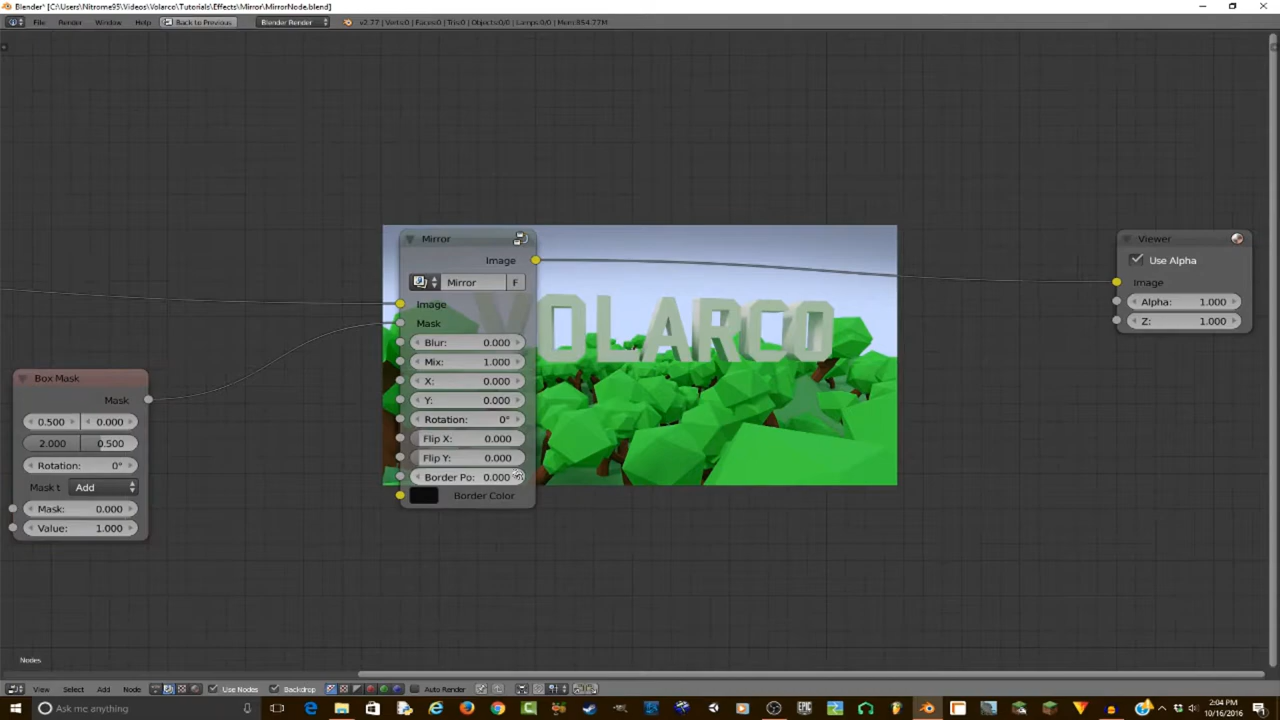 Blender* [C:\Users\Nitrome95\Videos\Volarco\Tutorials\Effects\Mirror\MirrorNode.blend]
File Render Window Help Back to Previous Blender Render v2.77 | Verts:0 | Faces:0 | Tris:0 | Objects:0/0 | Lamps:0/0 | Mem:854.77M
Mirror
Image
Mirror F
Image
Mask
Blur: 0.000
Mix: 1.000
X: 0.000
Y: 0.000
Rotation: 0°
Flip X: 0.000
Flip Y: 0.000
Border Po: 0.000
Border Color
VOLARCO
Viewer
Use Alpha
Image
Alpha: 1.000
Z: 1.000
Box Mask
Mask
0.500 0.000
2.000 0.500
Rotation: 0°
Mask t Add
Mask: 0.000
Value: 1.000
Nodes
View Select Add Node Use Nodes Backdrop Auto Render
Ask me anything
2:04 PM
10/16/2016